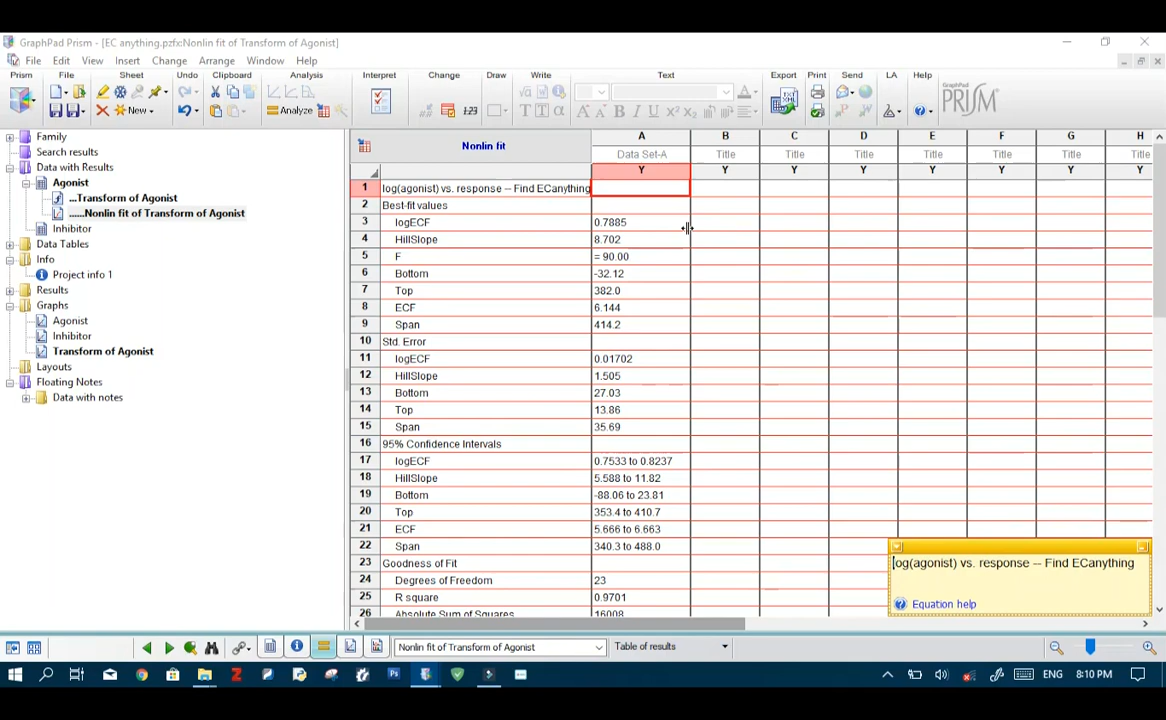 GraphPad Prism - [EC anything.pzfx:Nonlin fit of Transform of Agonist]
File Edit View Insert Change Arrange Window Help
Prism File Sheet Undo Clipboard Analysis Interpret Change Draw Write Text Export Print Send LA Help
New
Analyze
GraphPad
PRISM
Family
Search results
Data with Results
Agonist
...Transform of Agonist
......Nonlin fit of Transform of Agonist
Inhibitor
Data Tables
Info
Project info 1
Results
Graphs
Agonist
Inhibitor
Transform of Agonist
Layouts
Floating Notes
Data with notes
Nonlin fit A B C D E F G H
Data Set-A Title Title Title Title Title Title Title
Y Y Y Y Y Y Y Y
1 log(agonist) vs. response -- Find ECanything
2 Best-fit values
3 logECF 0.7885
4 HillSlope 8.702
5 F = 90.00
6 Bottom -32.12
7 Top 382.0
8 ECF 6.144
9 Span 414.2
10 Std. Error
11 logECF 0.01702
12 HillSlope 1.505
13 Bottom 27.03
14 Top 13.86
15 Span 35.69
16 95% Confidence Intervals
17 logECF 0.7533 to 0.8237
18 HillSlope 5.588 to 11.82
19 Bottom -88.06 to 23.81
20 Top 353.4 to 410.7
21 ECF 5.666 to 6.663
22 Span 340.3 to 488.0
23 Goodness of Fit
24 Degrees of Freedom 23
25 R square 0.9701
26 Absolute Sum of Squares 16008
log(agonist) vs. response -- Find ECanything
Equation help
Nonlin fit of Transform of Agonist Table of results
ENG 8:10 PM